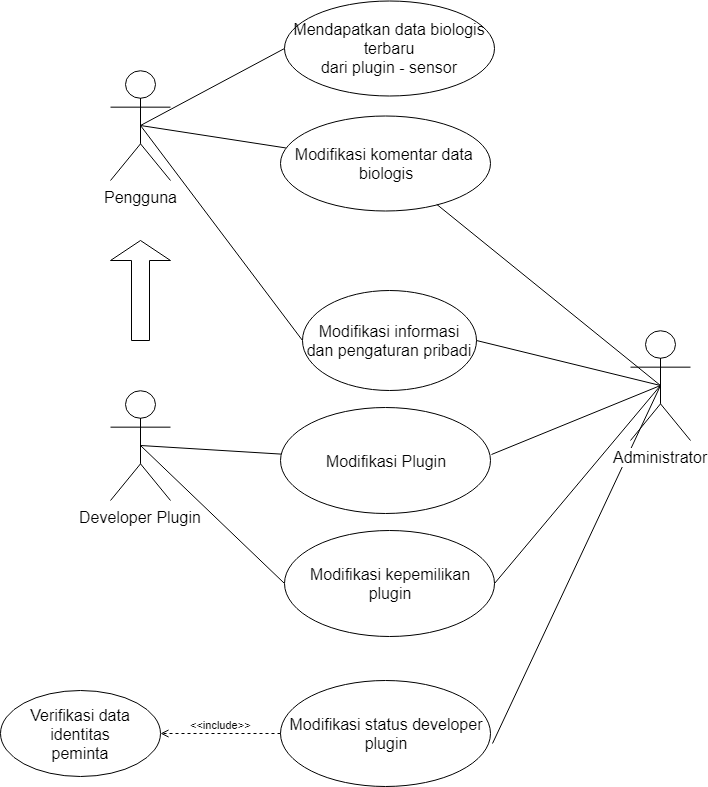 Mendapatkan data biologis
terbaru
dari plugin - sensor
Pengguna
Modifikasi komentar data
biologis
Modifikasi informasi
dan pengaturan pribadi
Administrator
Developer Plugin
Modifikasi Plugin
Modifikasi kepemilikan
plugin
Verifikasi data
identitas
peminta
<<include>>
Modifikasi status developer
plugin